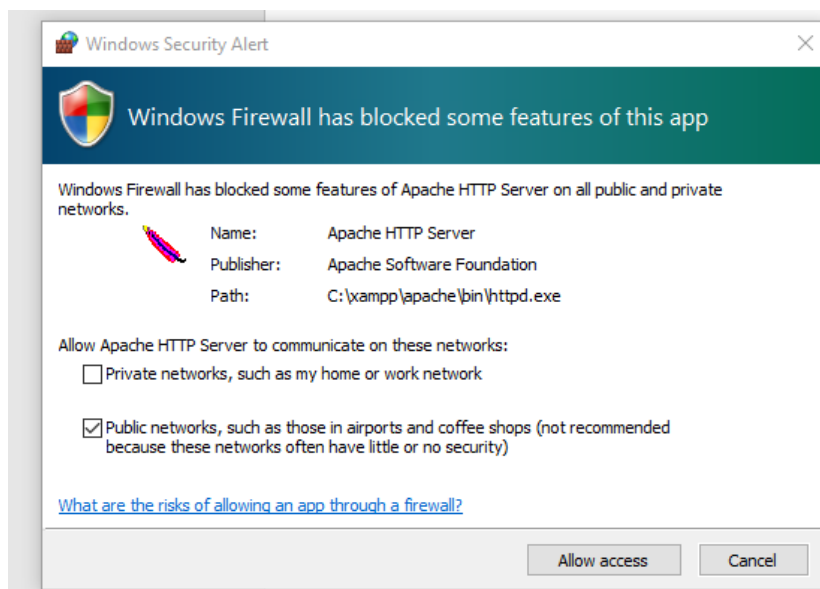 Windows Security Alert
Windows Firewall has blocked some features of this app
Windows Firewall has blocked some features of Apache HTTP Server on all public and private
networks.
Name: Apache HTTP Server
Publisher: Apache Software Foundation
Path: C:\xampp\apache\bin\httpd.exe
Allow Apache HTTP Server to communicate on these networks:
Private networks, such as my home or work network
Public networks, such as those in airports and coffee shops (not recommended
because these networks often have little or no security)
What are the risks of allowing an app through a firewall?
Allow access Cancel